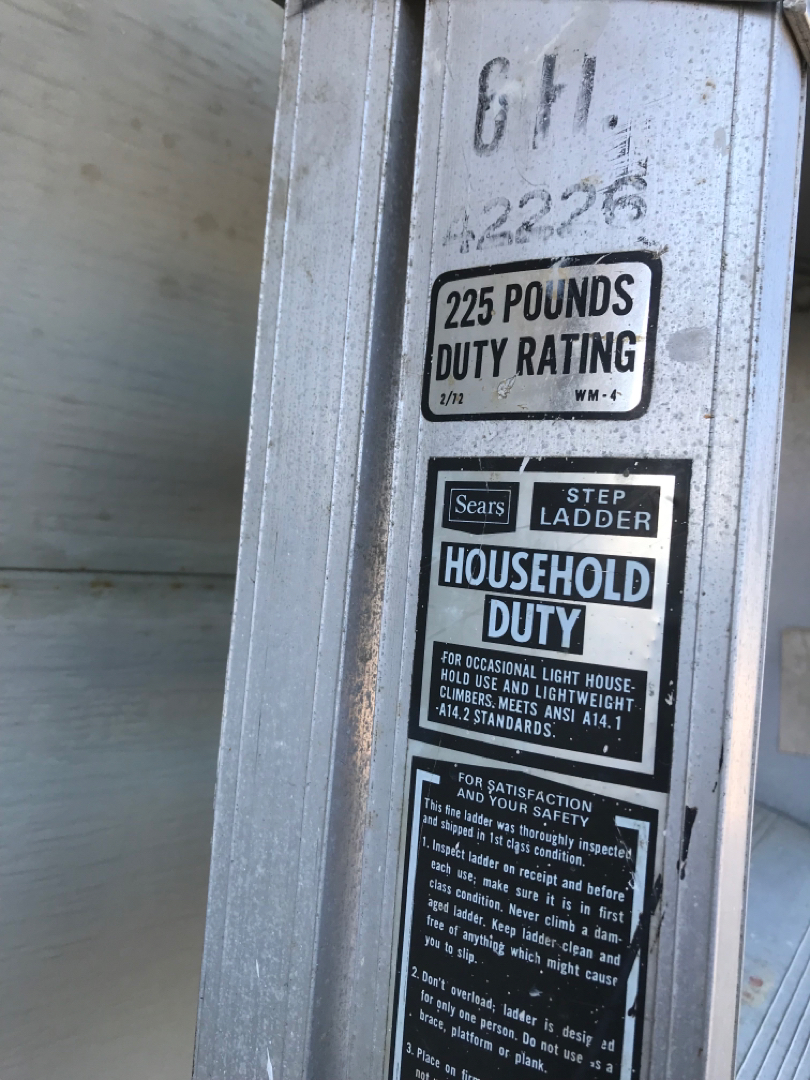 6 Ft.
42226
225 POUNDS
DUTY RATING
2/72 WM-4
Sears
STEP
LADDER
HOUSEHOLD
DUTY
FOR OCCASIONAL LIGHT HOUSE-
HOLD USE AND LIGHTWEIGHT
CLIMBERS. MEETS ANSI A14.1
A14.2 STANDARDS.
FOR SATISFACTION
AND YOUR SAFETY
This fine ladder was thoroughly inspected
and shipped in 1st class condition.
1. Inspect ladder on receipt and before
each use; make sure it is in first
class condition. Never climb a dam-
aged ladder. Keep ladder clean and
free of anything which might cause
you to slip.
2. Don't overload; ladder is designed
for only one person. Do not use as a
brace, platform or plank.
3. Place on firm
not